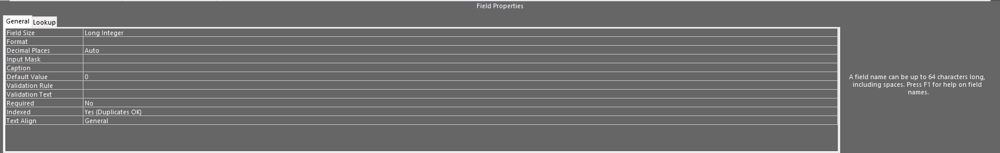 Field Properties
General Lookup
Field Size Long Integer
Format
Decimal Places Auto
Input Mask
Caption
Default Value 0
Validation Rule
Validation Text
Required No
Indexed Yes (Duplicates OK)
Text Align General
A field name can be up to 64 characters long,
including spaces. Press F1 for help on field
names.